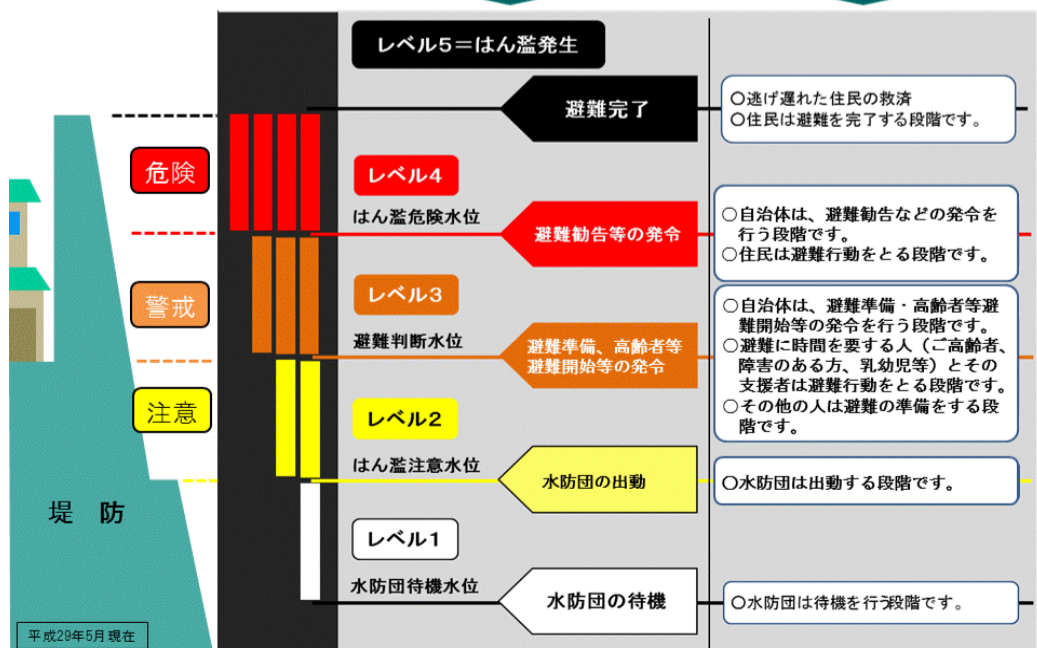 レベル5＝はん濫発生
避難完了
○逃げ遅れた住民の救済
○住民は避難を完了する段階です。
危険
レベル4
はん濫危険水位
避難勧告等の発令
○自治体は、避難勧告などの発令を
行う段階です。
○住民は避難行動をとる段階です。
警戒
レベル3
避難判断水位
避難準備、高齢者等
避難開始等の発令
○自治体は、避難準備・高齢者等避
難開始等の発令を行う段階です。
○避難に時間を要する人（ご高齢者、
障害のある方、乳幼児等）とその
支援者は避難行動をとる段階です。
○その他の人は避難の準備をする段
階です。
注意
レベル2
はん濫注意水位
水防団の出動
○水防団は出動する段階です。
堤 防
レベル1
水防団待機水位
水防団の待機
○水防団は待機を行う段階です。
平成29年5月現在